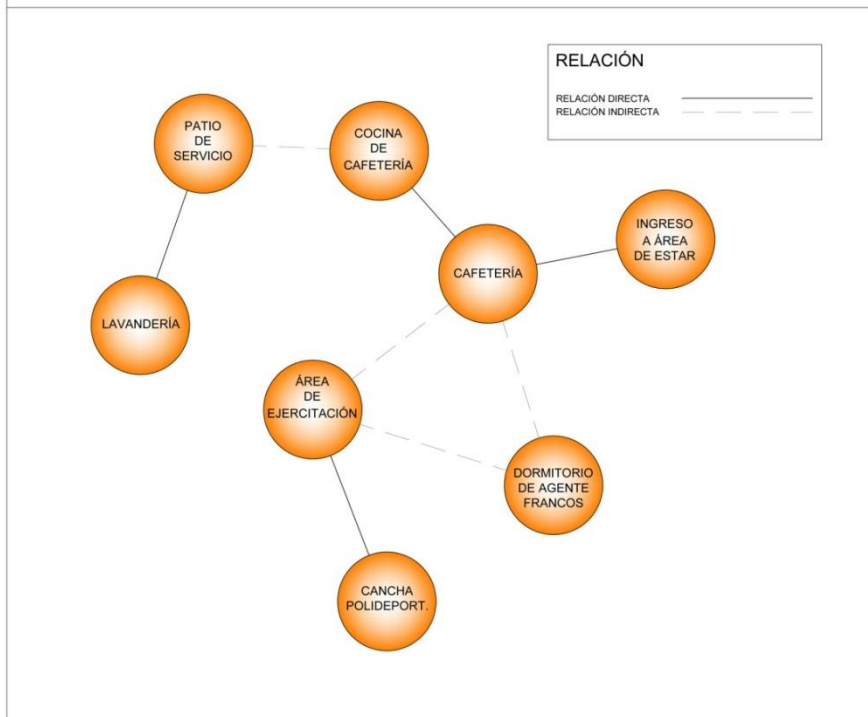 RELACIÓN
RELACIÓN DIRECTA
RELACIÓN INDIRECTA
PATIO
DE
SERVICIO
COCINA
DE
CAFETERÍA
INGRESO
A ÁREA
DE ESTAR
CAFETERÍA
LAVANDERÍA
ÁREA
DE
EJERCITACIÓN
DORMITORIO
DE AGENTE
FRANCOS
CANCHA
POLIDEPORT.